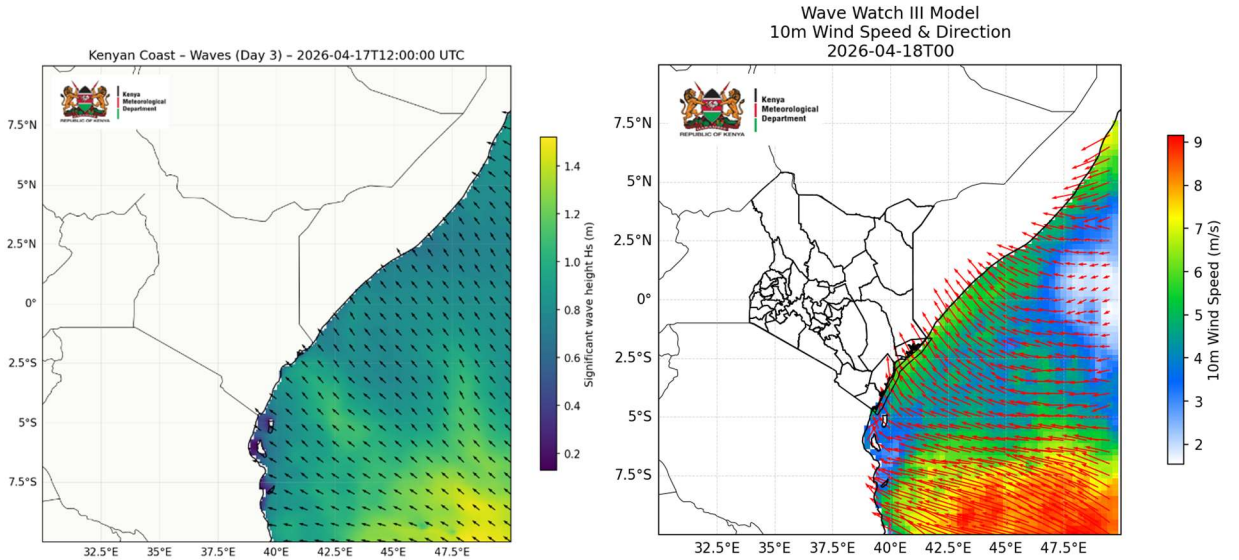 Kenyan Coast – Waves (Day 3) – 2026-04-17T12:00:00 UTC
Kenya
Meteorological
Department
REPUBLIC OF KENYA
7.5°N
5°N
2.5°N
0°
2.5°S
5°S
7.5°S
32.5°E
35°E
37.5°E
40°E
42.5°E
45°E
47.5°E
1.4
1.2
1.0
0.8
0.6
0.4
0.2
Significant wave height Hs (m)
Wave Watch III Model
10m Wind Speed & Direction
2026-04-18T00
Kenya
Meteorological
Department
REPUBLIC OF KENYA
7.5°N
5°N
2.5°N
0°
2.5°S
5°S
7.5°S
32.5°E
35°E
37.5°E
40°E
42.5°E
45°E
47.5°E
9
8
7
6
5
4
3
2
10m Wind Speed (m/s)